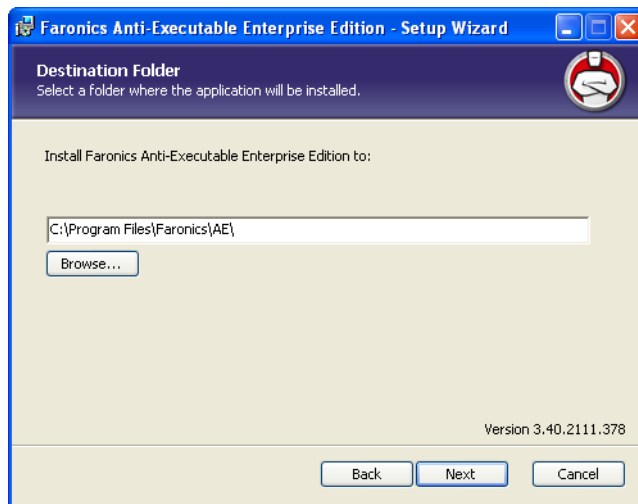 Faronics Anti-Executable Enterprise Edition - Setup Wizard
Destination Folder
Select a folder where the application will be installed.
Install Faronics Anti-Executable Enterprise Edition to:
C:\Program Files\Faronics\AE\
Browse...
Version 3.40.2111.378
Back Next Cancel